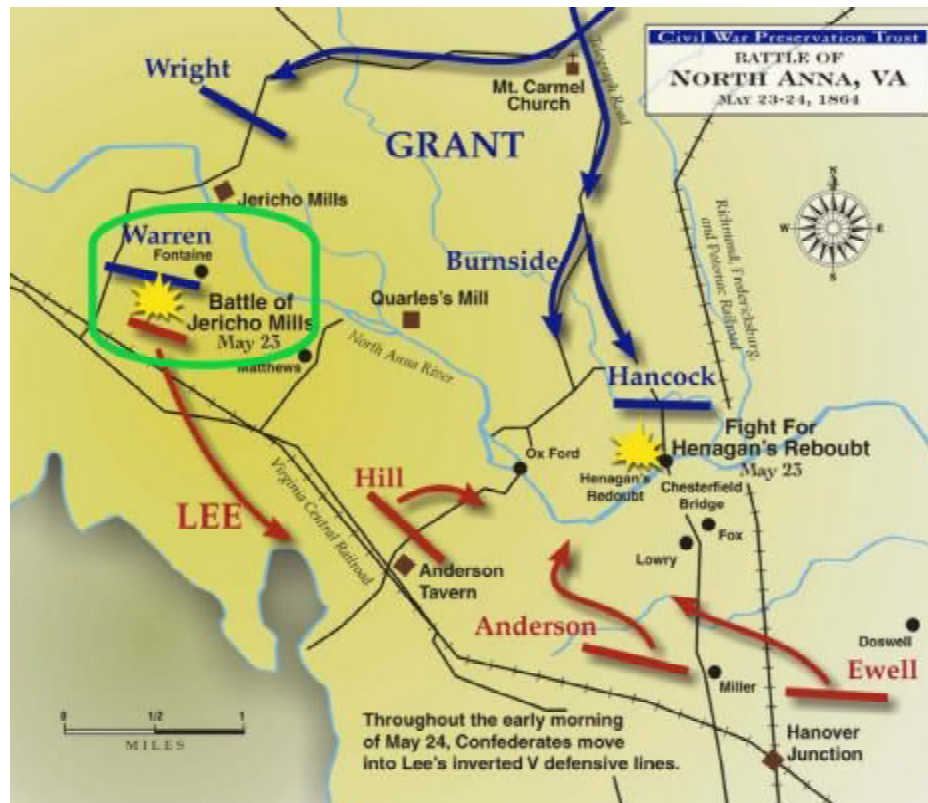 Civil War Preservation Trust
BATTLE OF
NORTH ANNA, VA
MAY 23-24, 1864
Wright
Mt. Carmel
Church
Telegraph Road
GRANT
Jericho Mills
N
W
E
S
Richmond, Fredericksburg,
and Potomac Railroad
Warren
Fontaine
Burnside
Battle of
Jericho Mills
May 23
Quarles's Mill
Matthews
North Anna River
Hancock
Fight For
Henagan's Reboubt
May 23
Ox Ford
Henagan's
Redoubt
Chesterfield
Bridge
Hill
LEE
Virginia Central Railroad
Fox
Lowry
Anderson
Tavern
Anderson
Doswell
Ewell
Miller
0
1/2
1
MILES
Throughout the early morning
of May 24, Confederates move
into Lee's inverted V defensive lines.
Hanover
Junction